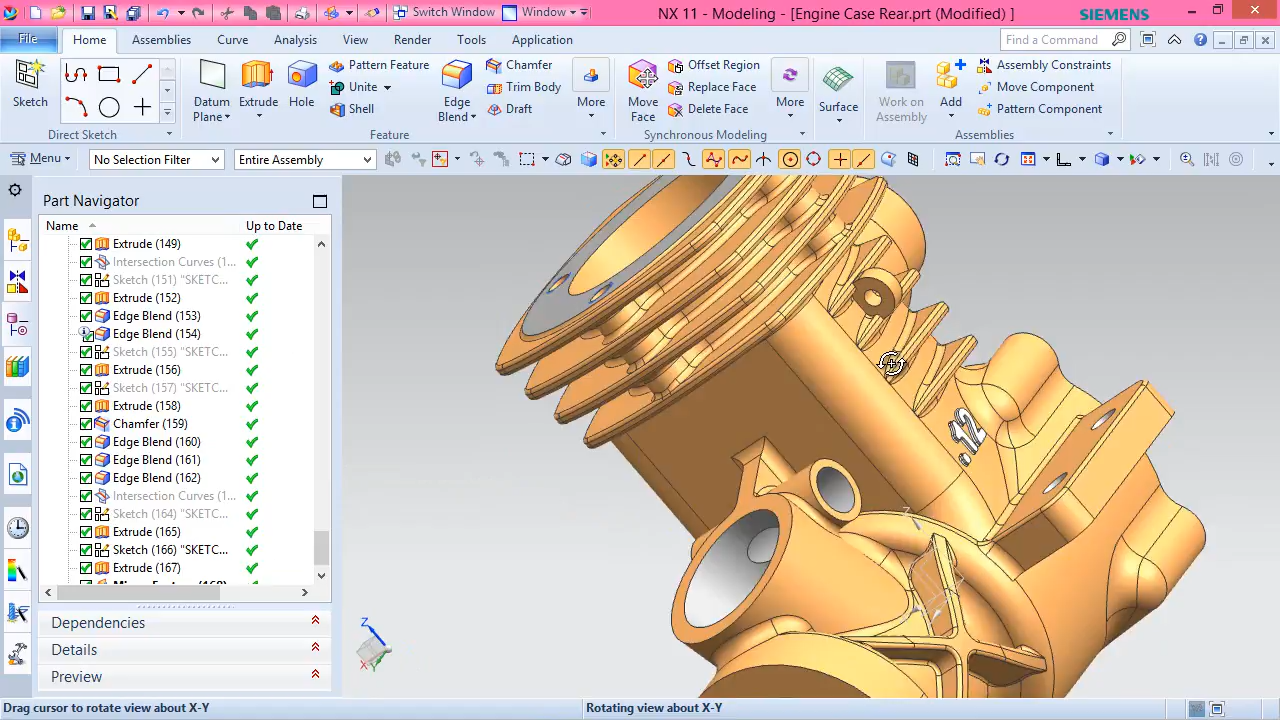 Switch Window
Window
NX 11 - Modeling - [Engine Case Rear.prt (Modified) ]
SIEMENS
File
Home
Assemblies
Curve
Analysis
View
Render
Tools
Application
Find a Command
Sketch
Direct Sketch
Datum
Plane
Extrude
Hole
Pattern Feature
Unite
Shell
Edge
Blend
Chamfer
Trim Body
Draft
More
Feature
Move
Face
Offset Region
Replace Face
Delete Face
More
Synchronous Modeling
Surface
Work on
Assembly
Add
Assembly Constraints
Move Component
Pattern Component
Assemblies
Menu
No Selection Filter
Entire Assembly
Part Navigator
Name
Up to Date
Extrude (149)
Intersection Curves (1...
Sketch (151) "SKETC...
Extrude (152)
Edge Blend (153)
Edge Blend (154)
Sketch (155) "SKETC...
Extrude (156)
Sketch (157) "SKETC...
Extrude (158)
Chamfer (159)
Edge Blend (160)
Edge Blend (161)
Edge Blend (162)
Intersection Curves (1...
Sketch (164) "SKETC...
Extrude (165)
Sketch (166) "SKETC...
Extrude (167)
Dependencies
Details
Preview
.12
Z
Z
X
Y
Drag cursor to rotate view about X-Y
Rotating view about X-Y